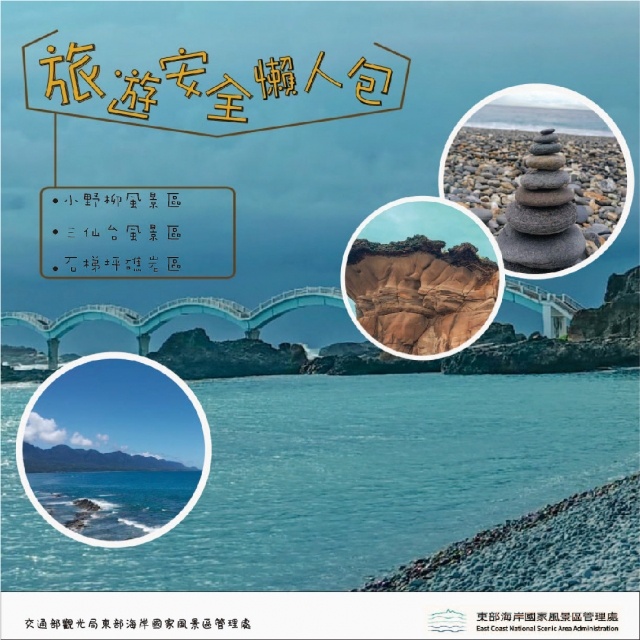 旅遊安全懶人包
•小野柳風景區
•三仙台風景區
•石梯坪礁岩區
交通部觀光局東部海岸國家風景區管理處
東部海岸國家風景區管理處
East Coast National Scenic Area Administration